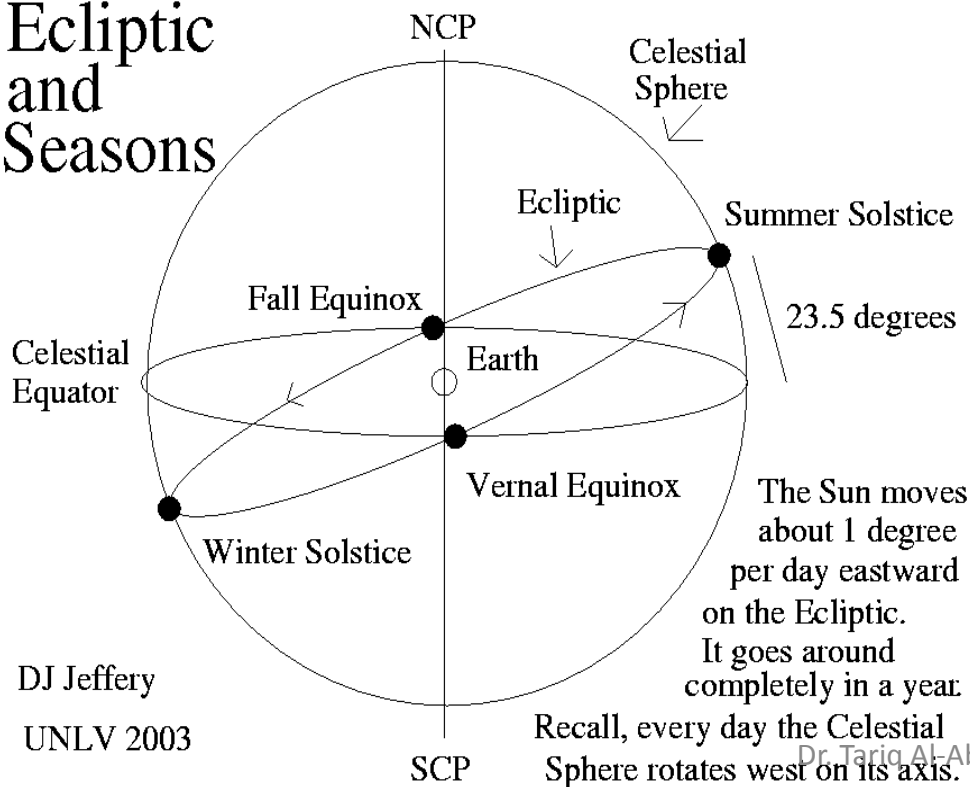 Ecliptic
and
Seasons
NCP
Celestial
Sphere
Ecliptic
Summer Solstice
Fall Equinox
23.5 degrees
Celestial
Equator
Earth
Vernal Equinox
Winter Solstice
The Sun moves
about 1 degree
per day eastward
on the Ecliptic.
It goes around
completely in a year.
Recall, every day the Celestial
Sphere rotates west on its axis.
DJ Jeffery
UNLV 2003
SCP
Dr. Tariq Al-Ab